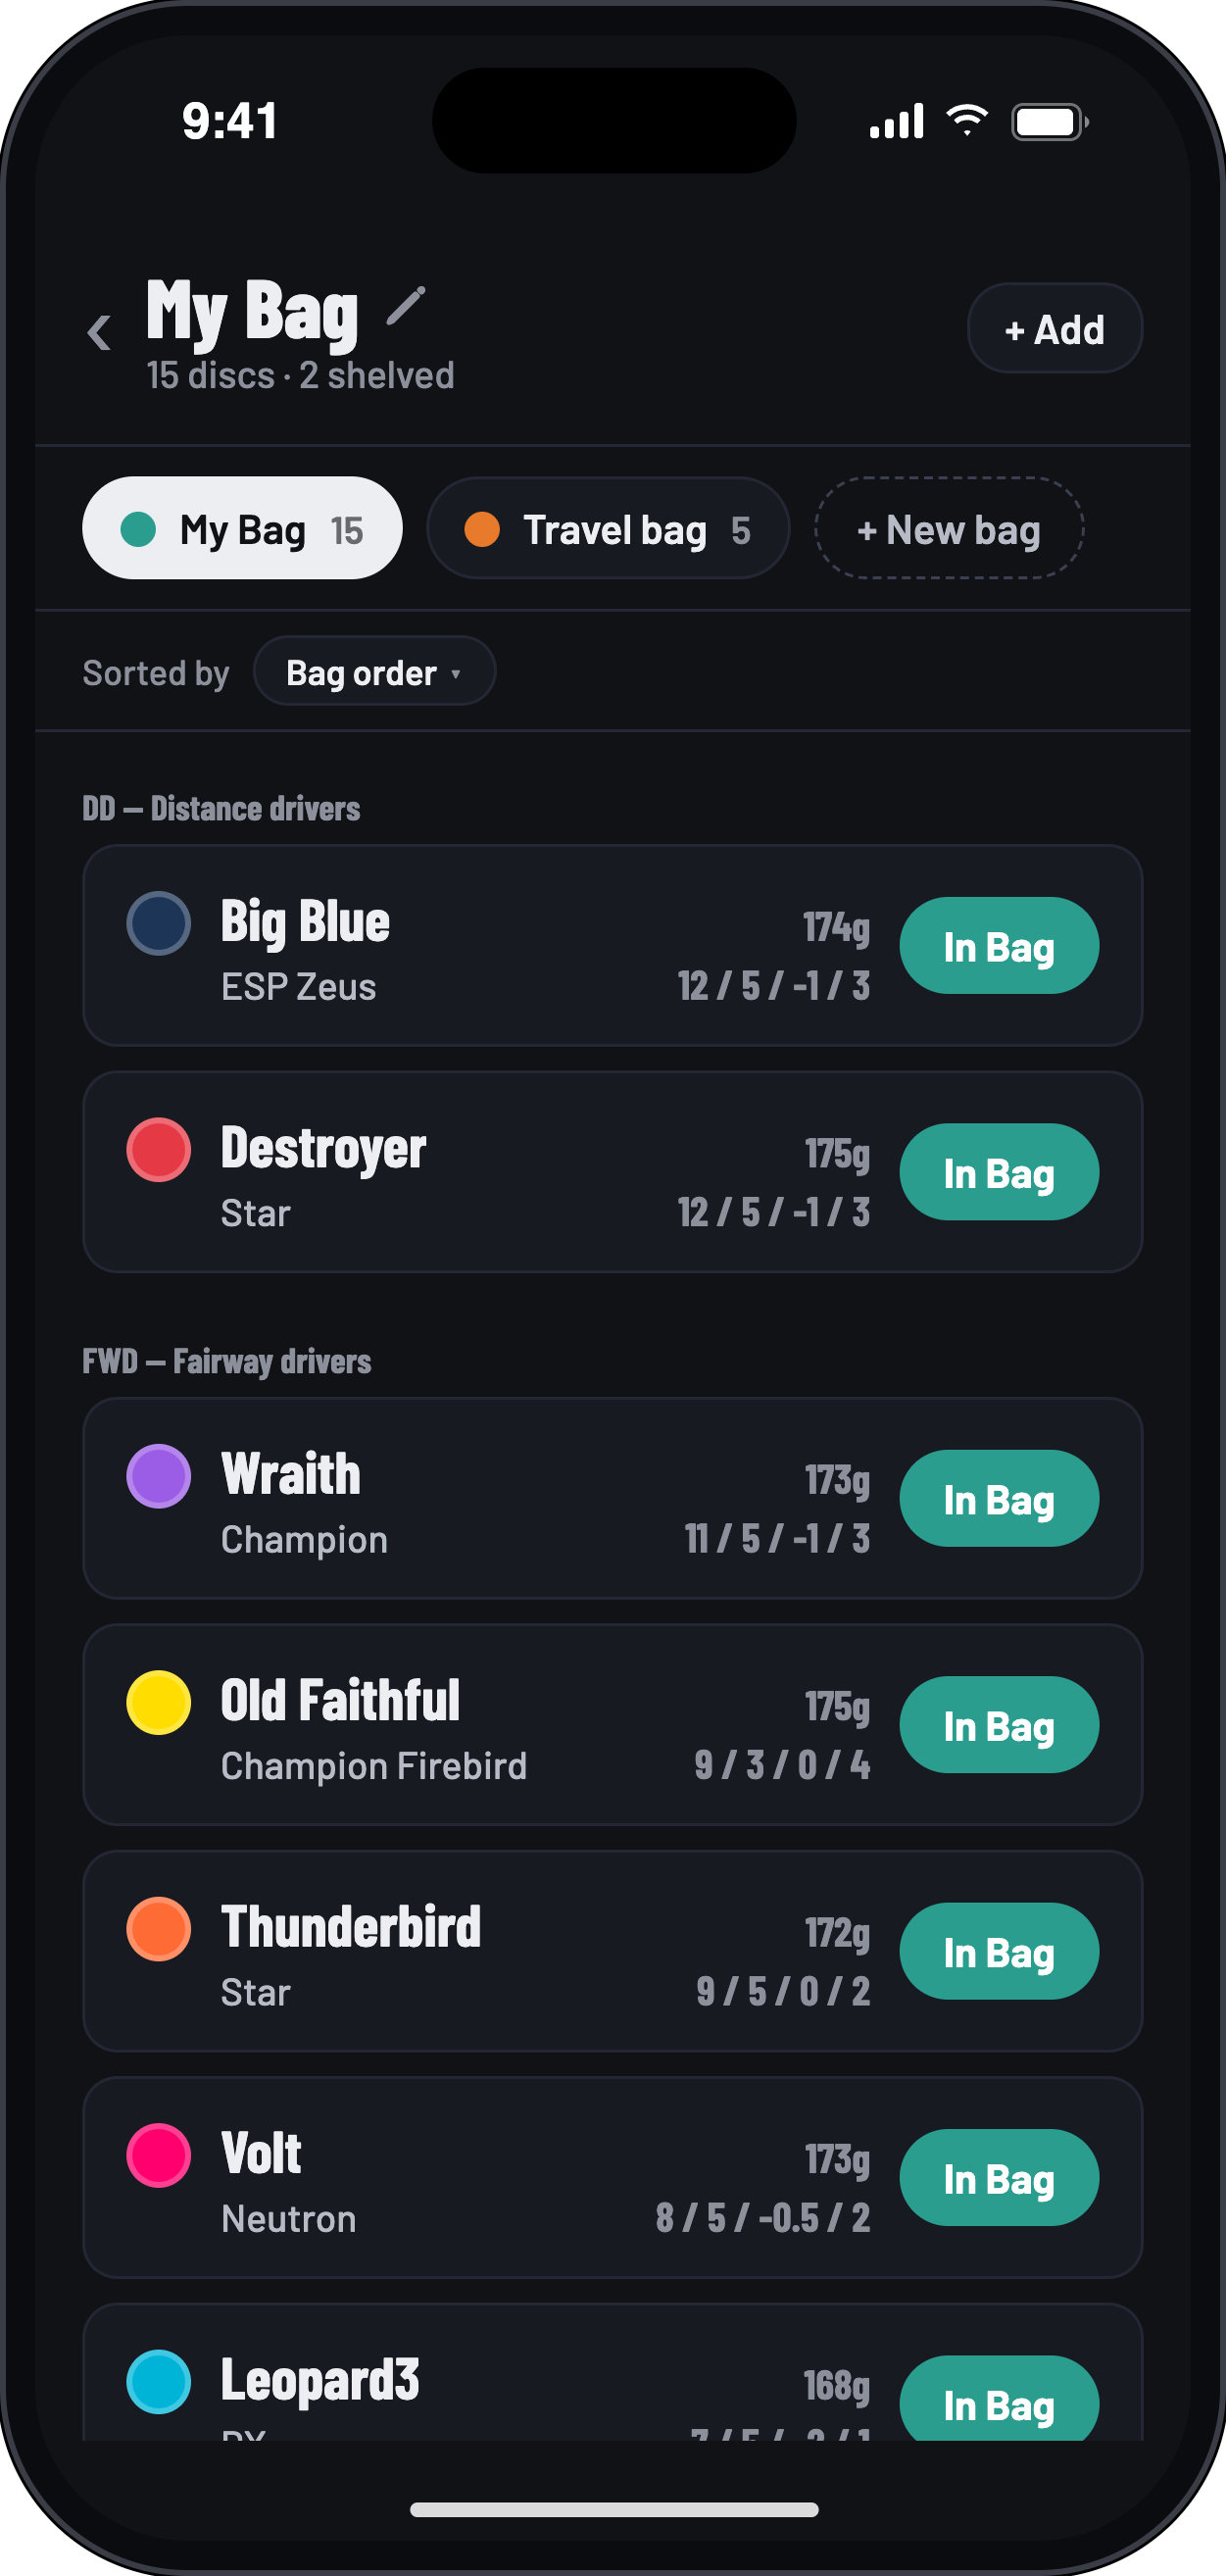 9:41
My Bag
15 discs · 2 shelved
+ Add
My Bag 15
Travel bag 5
+ New bag
Sorted by Bag order ▾
DD — Distance drivers
Big Blue
ESP Zeus
174g
12 / 5 / -1 / 3
In Bag
Destroyer
Star
175g
12 / 5 / -1 / 3
In Bag
FWD — Fairway drivers
Wraith
Champion
173g
11 / 5 / -1 / 3
In Bag
Old Faithful
Champion Firebird
175g
9 / 3 / 0 / 4
In Bag
Thunderbird
Star
172g
9 / 5 / 0 / 2
In Bag
Volt
Neutron
173g
8 / 5 / -0.5 / 2
In Bag
Leopard3
168g
In Bag